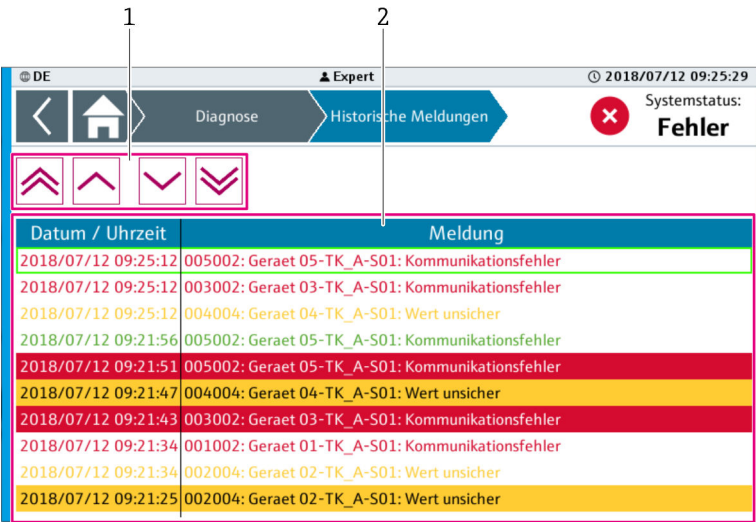 1 2
DE Expert 2018/07/12 09:25:29
Diagnose Historische Meldungen Systemstatus:
Fehler
Datum / Uhrzeit Meldung
2018/07/12 09:25:12 005002: Geraet 05-TK_A-S01: Kommunikationsfehler
2018/07/12 09:25:12 003002: Geraet 03-TK_A-S01: Kommunikationsfehler
2018/07/12 09:25:12 004004: Geraet 04-TK_A-S01: Wert unsicher
2018/07/12 09:21:56 005002: Geraet 05-TK_A-S01: Kommunikationsfehler
2018/07/12 09:21:51 005002: Geraet 05-TK_A-S01: Kommunikationsfehler
2018/07/12 09:21:47 004004: Geraet 04-TK_A-S01: Wert unsicher
2018/07/12 09:21:43 003002: Geraet 03-TK_A-S01: Kommunikationsfehler
2018/07/12 09:21:34 001002: Geraet 01-TK_A-S01: Kommunikationsfehler
2018/07/12 09:21:34 002004: Geraet 02-TK_A-S01: Wert unsicher
2018/07/12 09:21:25 002004: Geraet 02-TK_A-S01: Wert unsicher